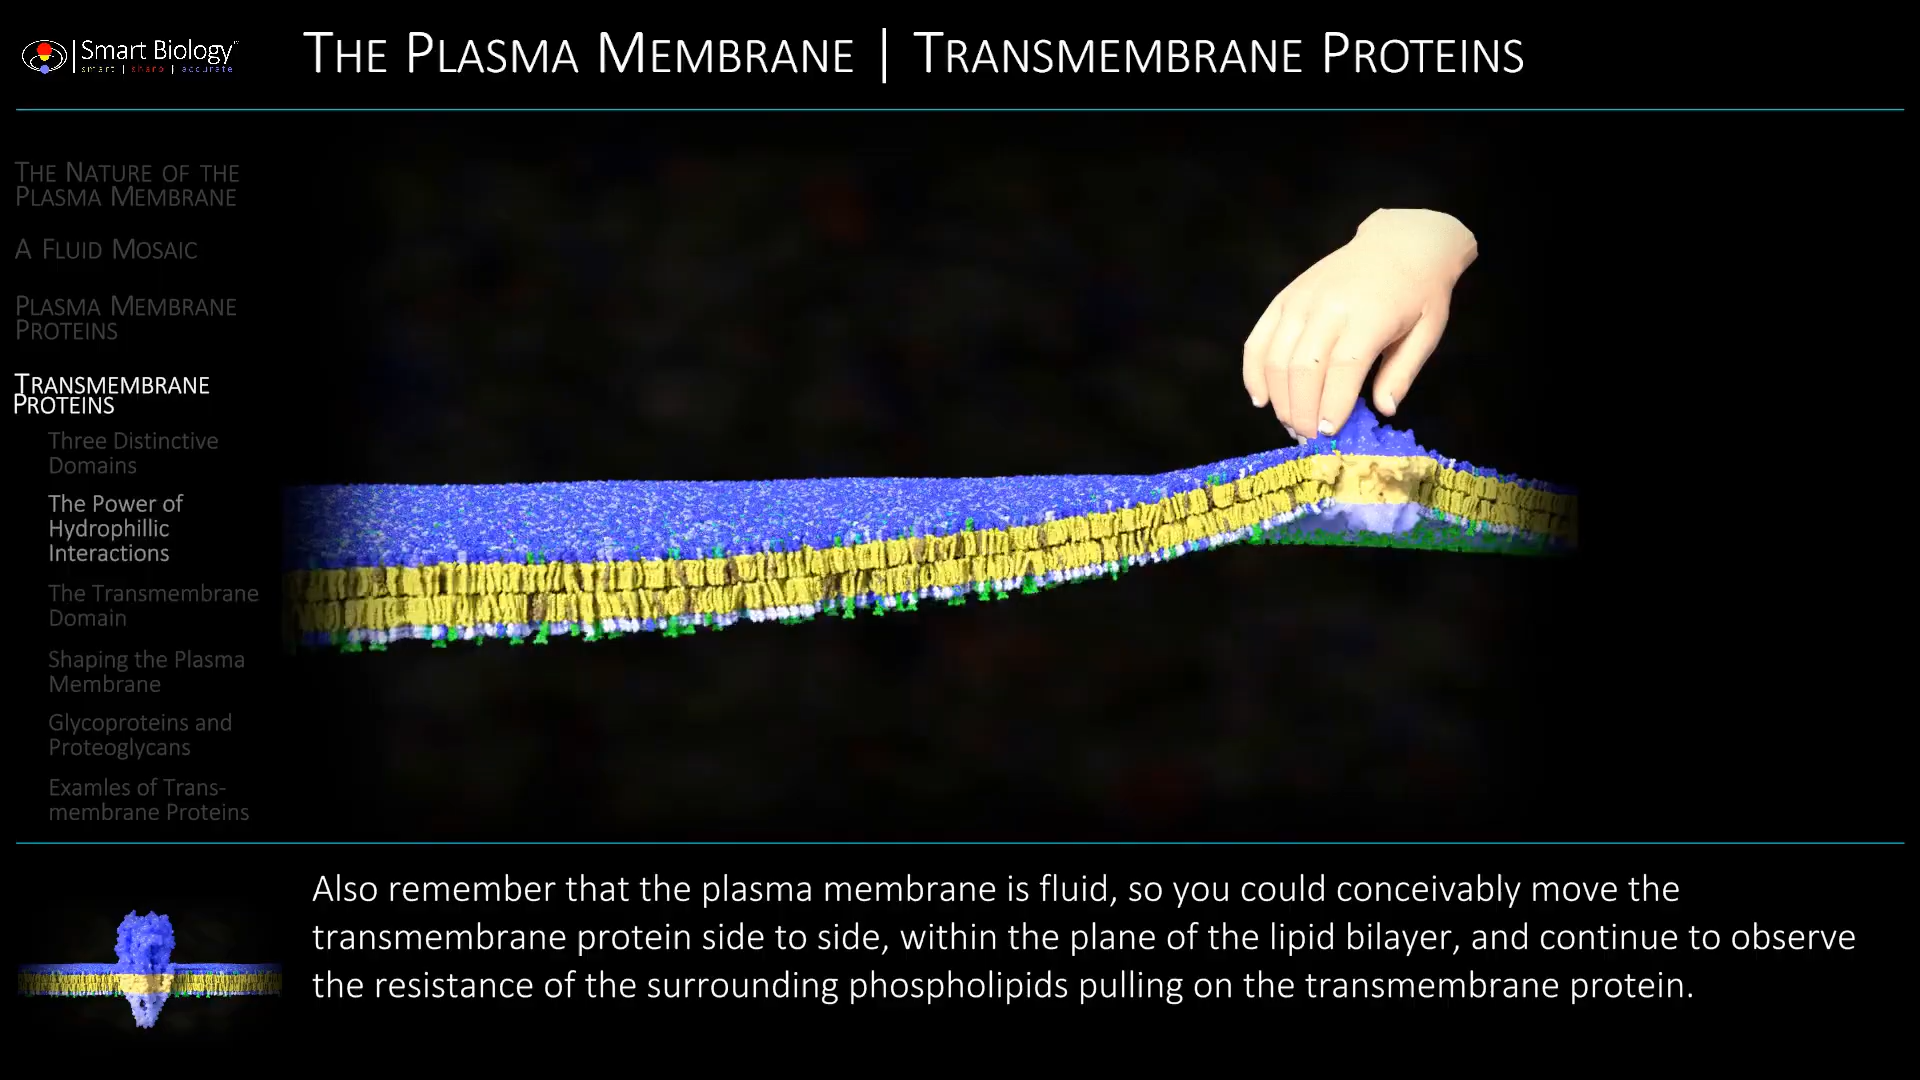 Smart Biology
smart | sharp | accurate
THE PLASMA MEMBRANE | TRANSMEMBRANE PROTEINS
THE NATURE OF THE
PLASMA MEMBRANE
A FLUID MOSAIC
PLASMA MEMBRANE
PROTEINS
TRANSMEMBRANE
PROTEINS
Three Distinctive
Domains
The Power of
Hydrophillic
Interactions
The Transmembrane
Domain
Shaping the Plasma
Membrane
Glycoproteins and
Proteoglycans
Examles of Trans-
membrane Proteins
Also remember that the plasma membrane is fluid, so you could conceivably move the
transmembrane protein side to side, within the plane of the lipid bilayer, and continue to observe
the resistance of the surrounding phospholipids pulling on the transmembrane protein.